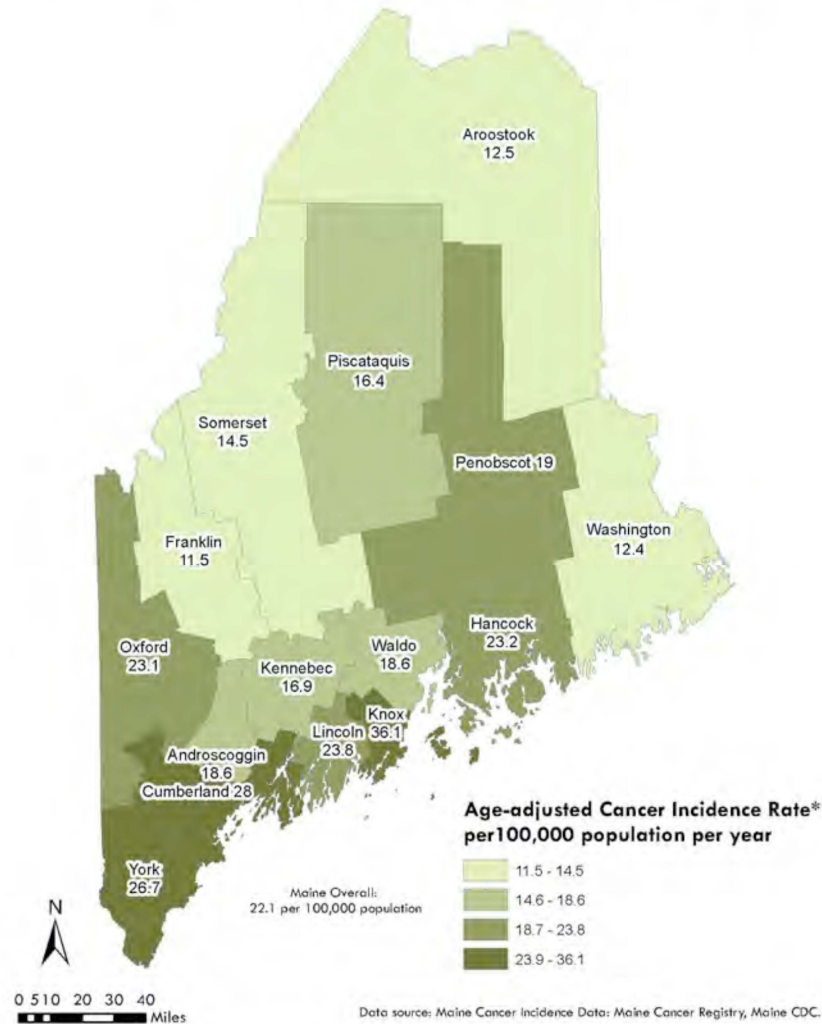 Aroostook
12.5
Piscataquis
16.4
Somerset
14.5
Penobscot 19
Franklin
11.5
Washington
12.4
Oxford
23.1
Hancock
23.2
Waldo
18.6
Kennebec
16.9
Knox
36.1
Lincoln
23.8
Androscoggin
18.6
Cumberland 28
York
26.7
Maine Overall:
22.1 per 100,000 population
Age-adjusted Cancer Incidence Rate*
per100,000 population per year
11.5 - 14.5
14.6 - 18.6
18.7 - 23.8
23.9 - 36.1
N
0 5 10 20 30 40
Miles
Data source: Maine Cancer Incidence Data: Maine Cancer Registry, Maine CDC.